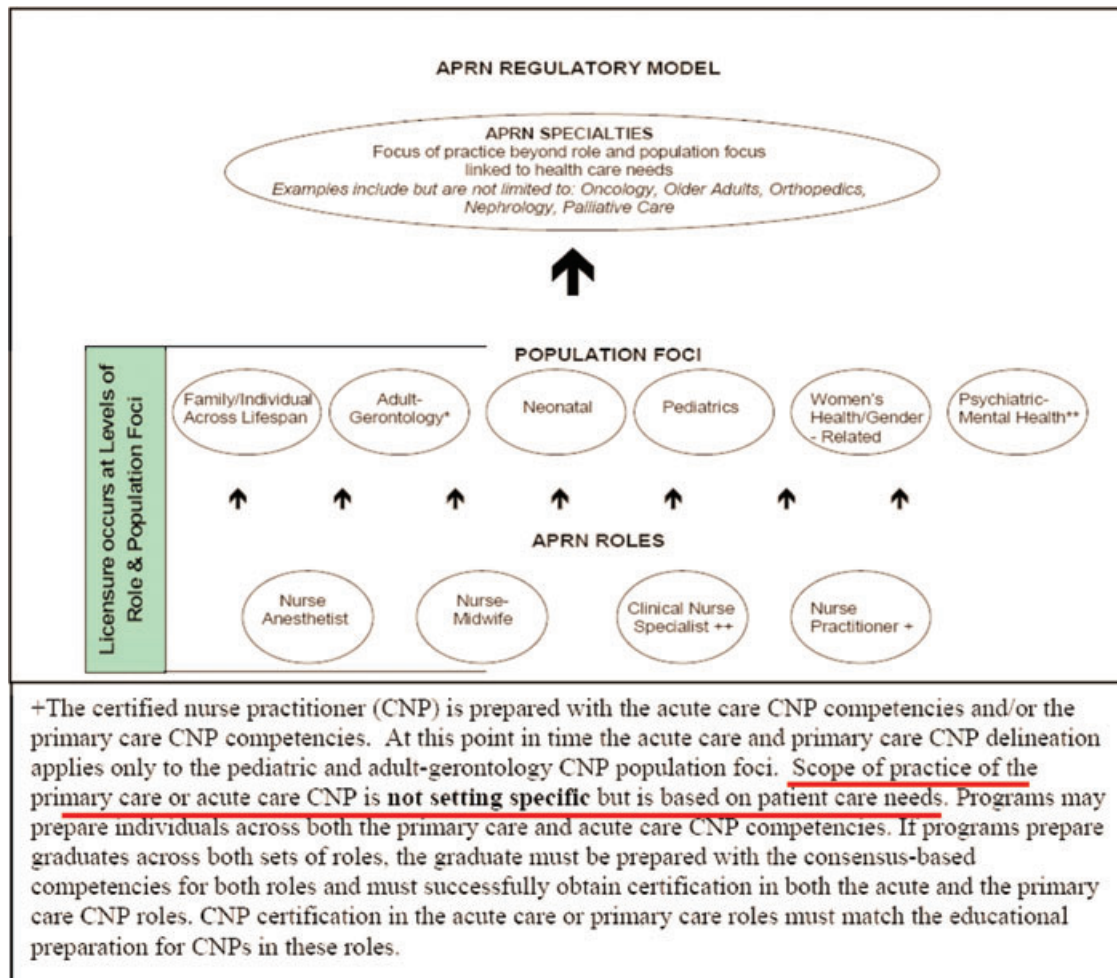 APRN REGULATORY MODEL
APRN SPECIALTIES
Focus of practice beyond role and population focus
linked to health care needs
Examples include but are not limited to: Oncology, Older Adults, Orthopedics,
Nephrology, Palliative Care
Licensure occurs at Levels of
Role & Population Foci
POPULATION FOCI
Family/Individual
Across Lifespan
Adult-
Gerontology*
Neonatal
Pediatrics
Women's
Health/Gender
- Related
Psychiatric-
Mental Health**
APRN ROLES
Nurse
Anesthetist
Nurse-
Midwife
Clinical Nurse
Specialist ++
Nurse
Practitioner +
+The certified nurse practitioner (CNP) is prepared with the acute care CNP competencies and/or the
primary care CNP competencies. At this point in time the acute care and primary care CNP delineation
applies only to the pediatric and adult-gerontology CNP population foci. Scope of practice of the
primary care or acute care CNP is not setting specific but is based on patient care needs. Programs may
prepare individuals across both the primary care and acute care CNP competencies. If programs prepare
graduates across both sets of roles, the graduate must be prepared with the consensus-based
competencies for both roles and must successfully obtain certification in both the acute and the primary
care CNP roles. CNP certification in the acute care or primary care roles must match the educational
preparation for CNPs in these roles.